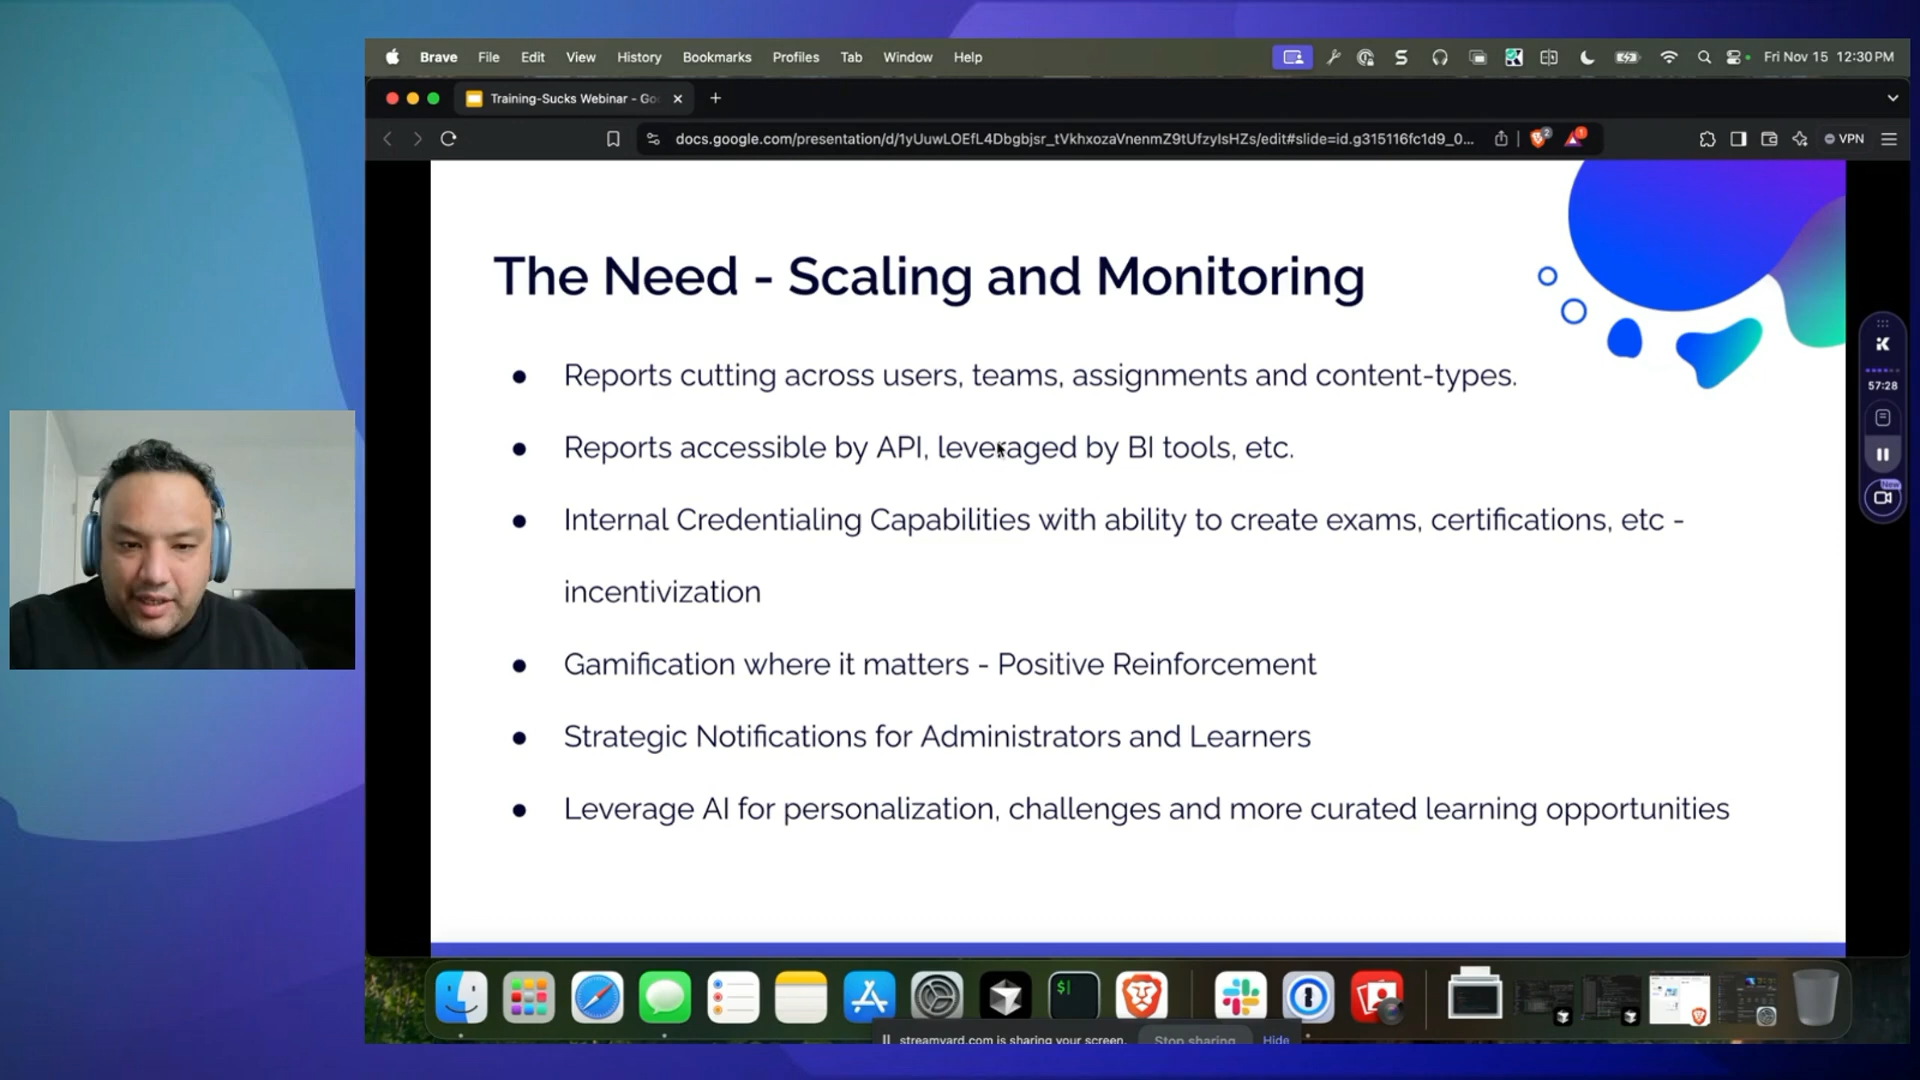 Brave File Edit View History Bookmarks Profiles Tab Window Help Fri Nov 15 12:30 PM
Training-Sucks Webinar - Go
docs.google.com/presentation/d/1yUuwLOEfL4Dbgbjsr_tVkhxozaVnenmZ9tUfzyIsHZs/edit#slide=id.g315116fc1d9_0... 2 1 VPN
The Need - Scaling and Monitoring
● Reports cutting across users, teams, assignments and content-types.
● Reports accessible by API, leveraged by BI tools, etc.
● Internal Credentialing Capabilities with ability to create exams, certifications, etc -
incentivization
● Gamification where it matters - Positive Reinforcement
● Strategic Notifications for Administrators and Learners
● Leverage AI for personalization, challenges and more curated learning opportunities
57:28
New
streamyard.com is sharing your screen. Stop sharing Hide